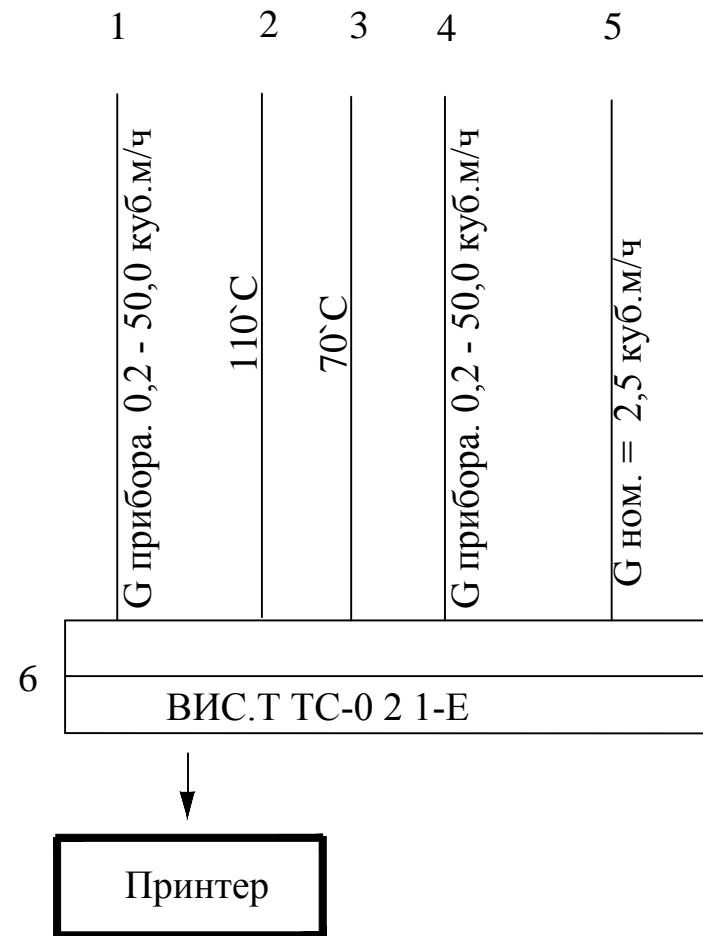 1 2 3 4 5
G прибора. 0,2 - 50,0 куб.м/ч
110`C
70`C
G прибора. 0,2 - 50,0 куб.м/ч
G ном. = 2,5 куб.м/ч
6
ВИС.Т ТС-0 2 1-Е
Принтер